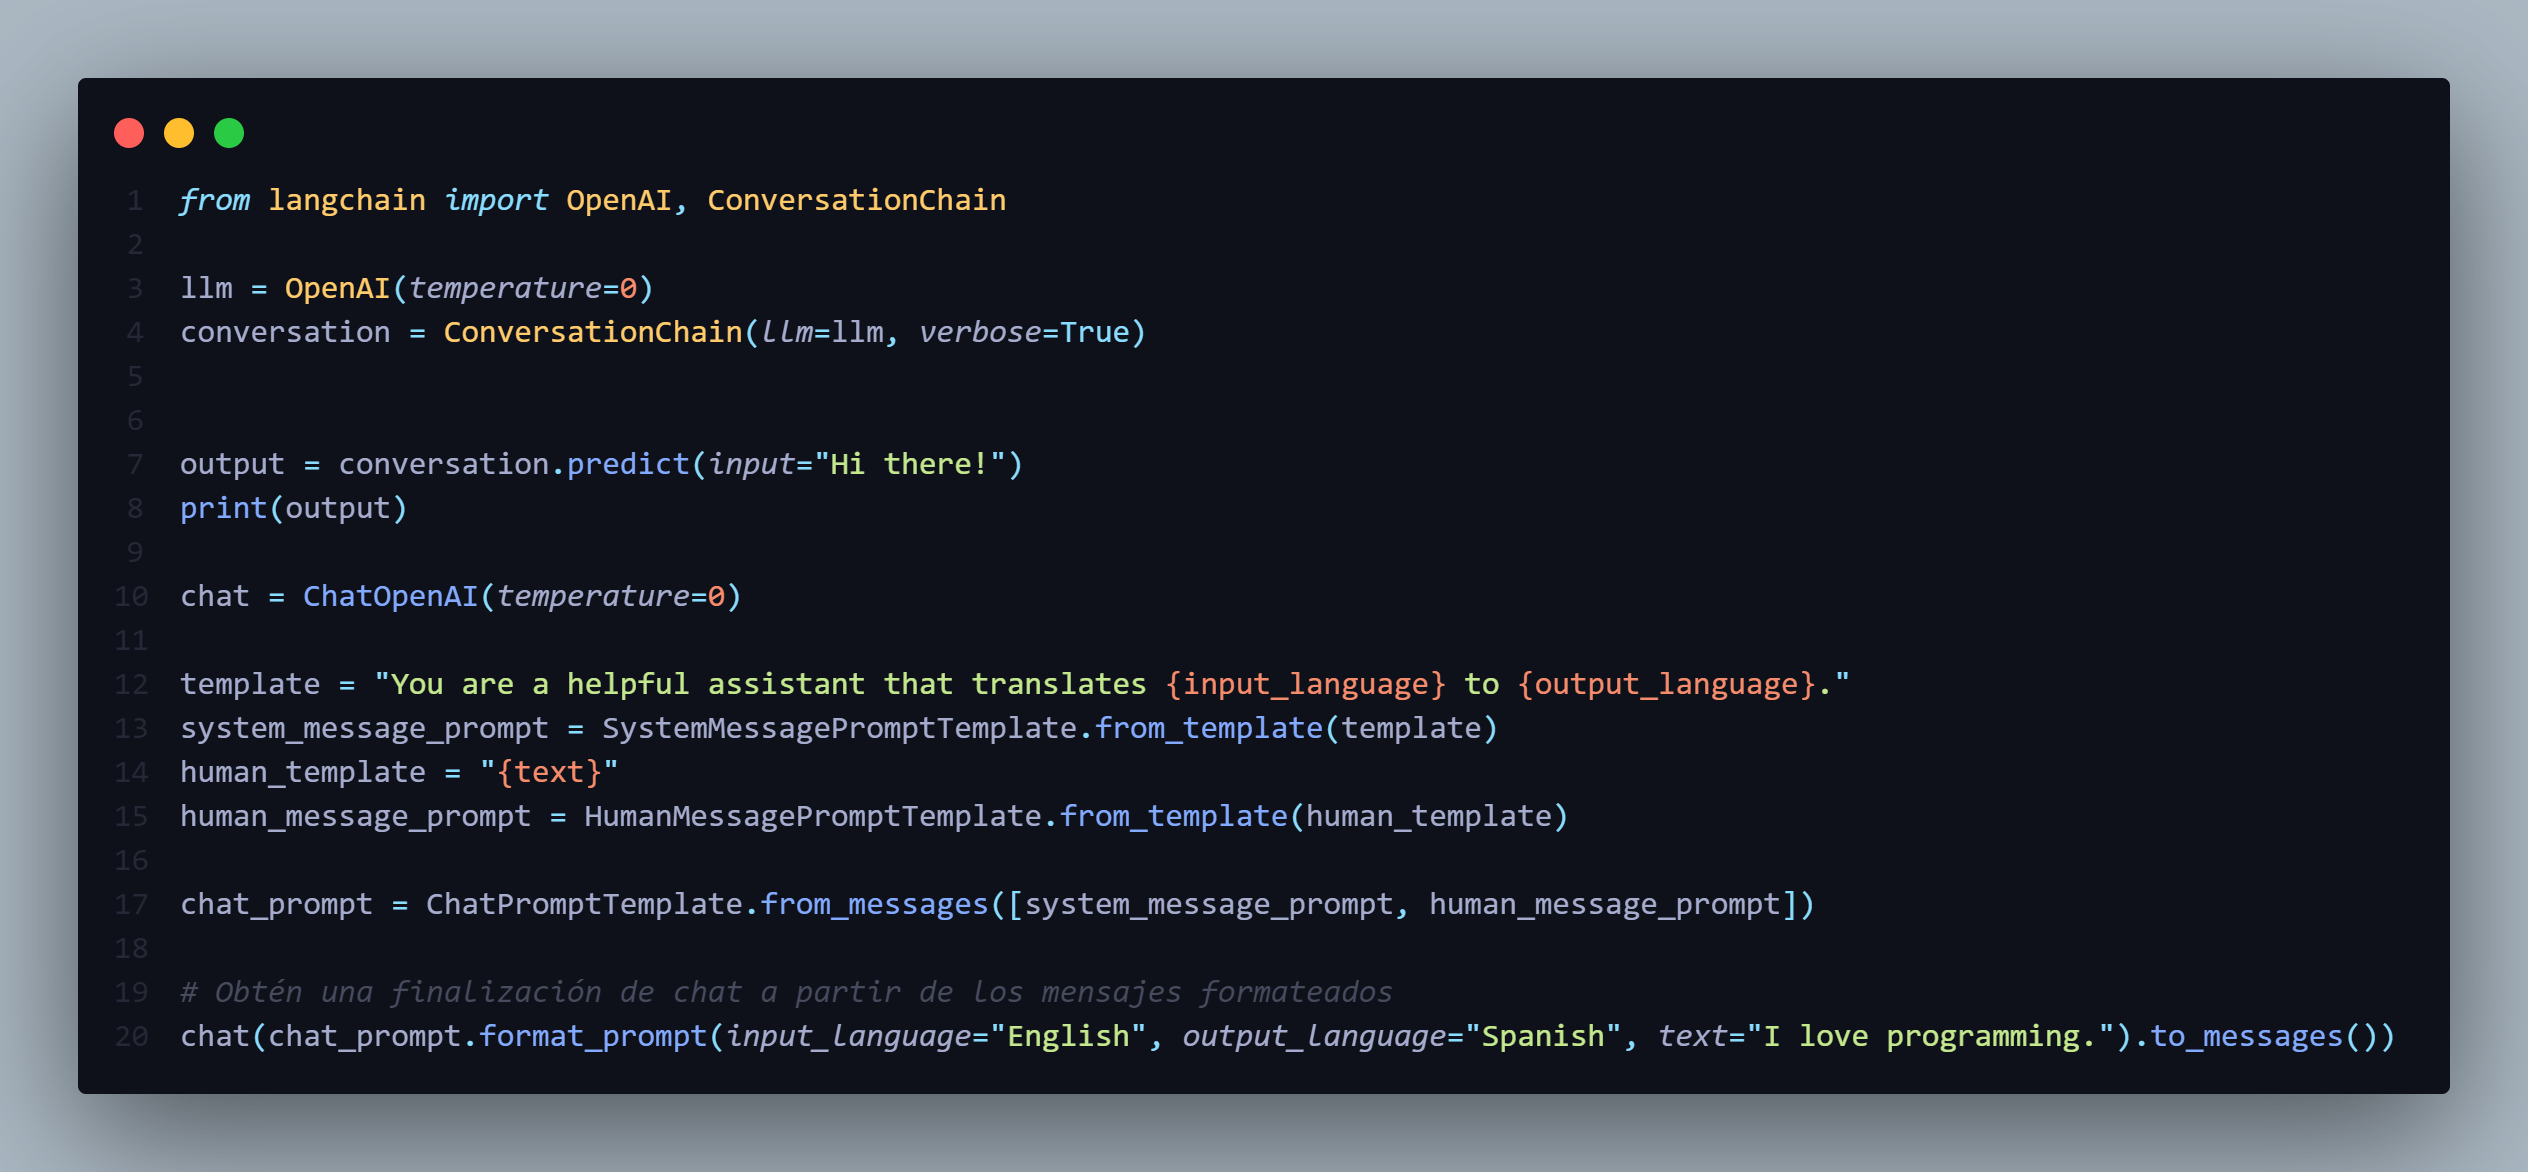 1 from langchain import OpenAI, ConversationChain
2
3 llm = OpenAI(temperature=0)
4 conversation = ConversationChain(llm=llm, verbose=True)
5
6
7 output = conversation.predict(input="Hi there!")
8 print(output)
9
10 chat = ChatOpenAI(temperature=0)
11
12 template = "You are a helpful assistant that translates {input_language} to {output_language}."
13 system_message_prompt = SystemMessagePromptTemplate.from_template(template)
14 human_template = "{text}"
15 human_message_prompt = HumanMessagePromptTemplate.from_template(human_template)
16
17 chat_prompt = ChatPromptTemplate.from_messages([system_message_prompt, human_message_prompt])
18
19 # Obtén una finalización de chat a partir de los mensajes formateados
20 chat(chat_prompt.format_prompt(input_language="English", output_language="Spanish", text="I love programming.").to_messages())